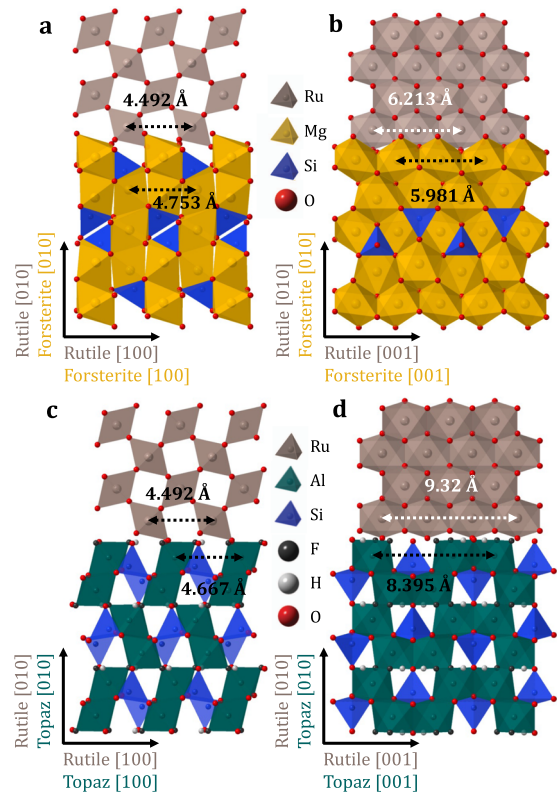 a
4.492 Å
4.753 Å
Rutile [010]
Forsterite [010]
Rutile [100]
Forsterite [100]
Ru
Mg
Si
O
b
6.213 Å
5.981 Å
Rutile [010]
Forsterite [010]
Rutile [001]
Forsterite [001]
c
4.492 Å
4.667 Å
Rutile [010]
Topaz [010]
Rutile [100]
Topaz [100]
Ru
Al
Si
F
H
O
d
9.32 Å
8.395 Å
Rutile [010]
Topaz [010]
Rutile [001]
Topaz [001]